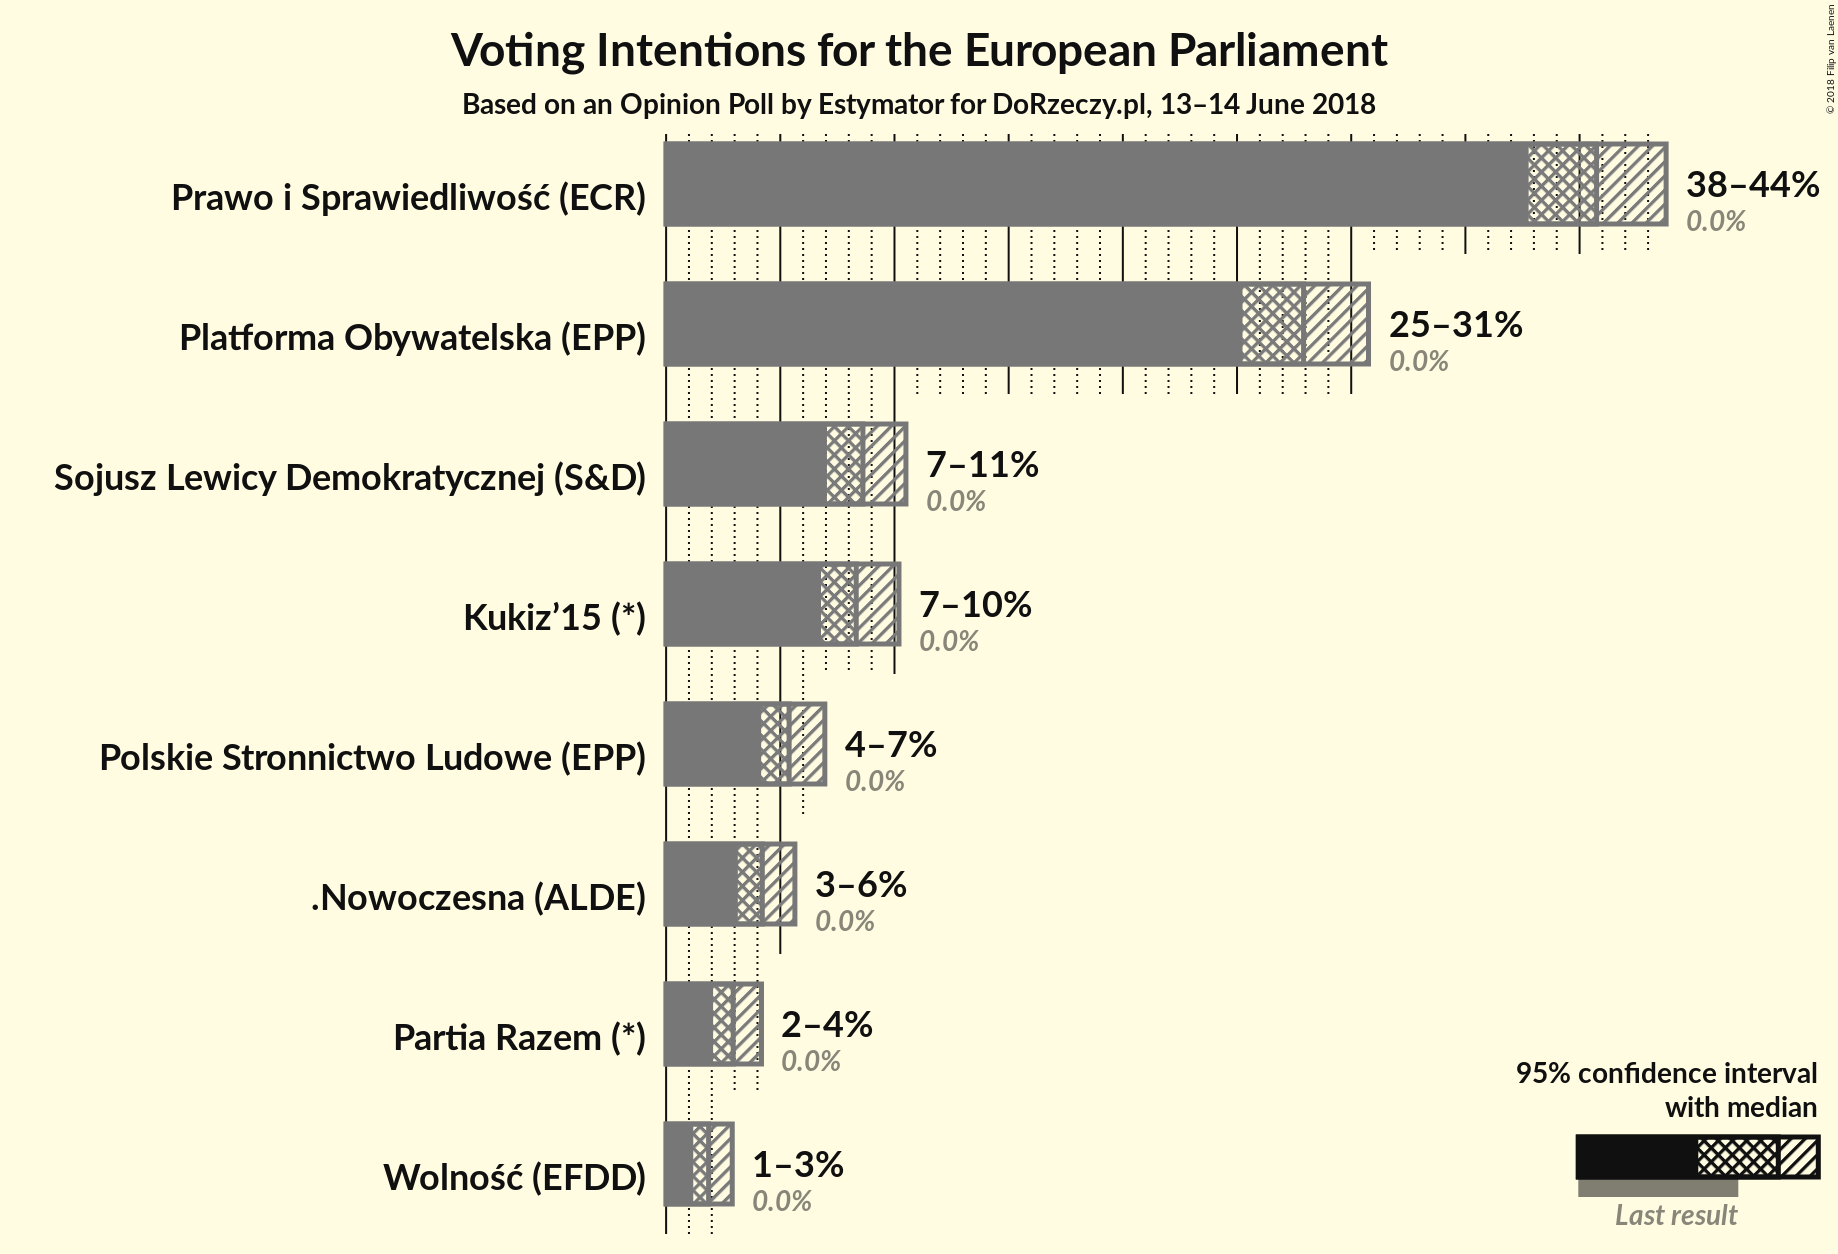 Voting Intentions for the European Parliament
Based on an Opinion Poll by Estymator for DoRzeczy.pl, 13–14 June 2018
© 2018 Filip van Laenen
Prawo i Sprawiedliwość (ECR)
38–44%
0.0%
Platforma Obywatelska (EPP)
25–31%
0.0%
Sojusz Lewicy Demokratycznej (S&D)
7–11%
0.0%
Kukiz’15 (*)
7–10%
0.0%
Polskie Stronnictwo Ludowe (EPP)
4–7%
0.0%
.Nowoczesna (ALDE)
3–6%
0.0%
Partia Razem (*)
2–4%
0.0%
Wolność (EFDD)
1–3%
0.0%
95% confidence interval
with median
Last result